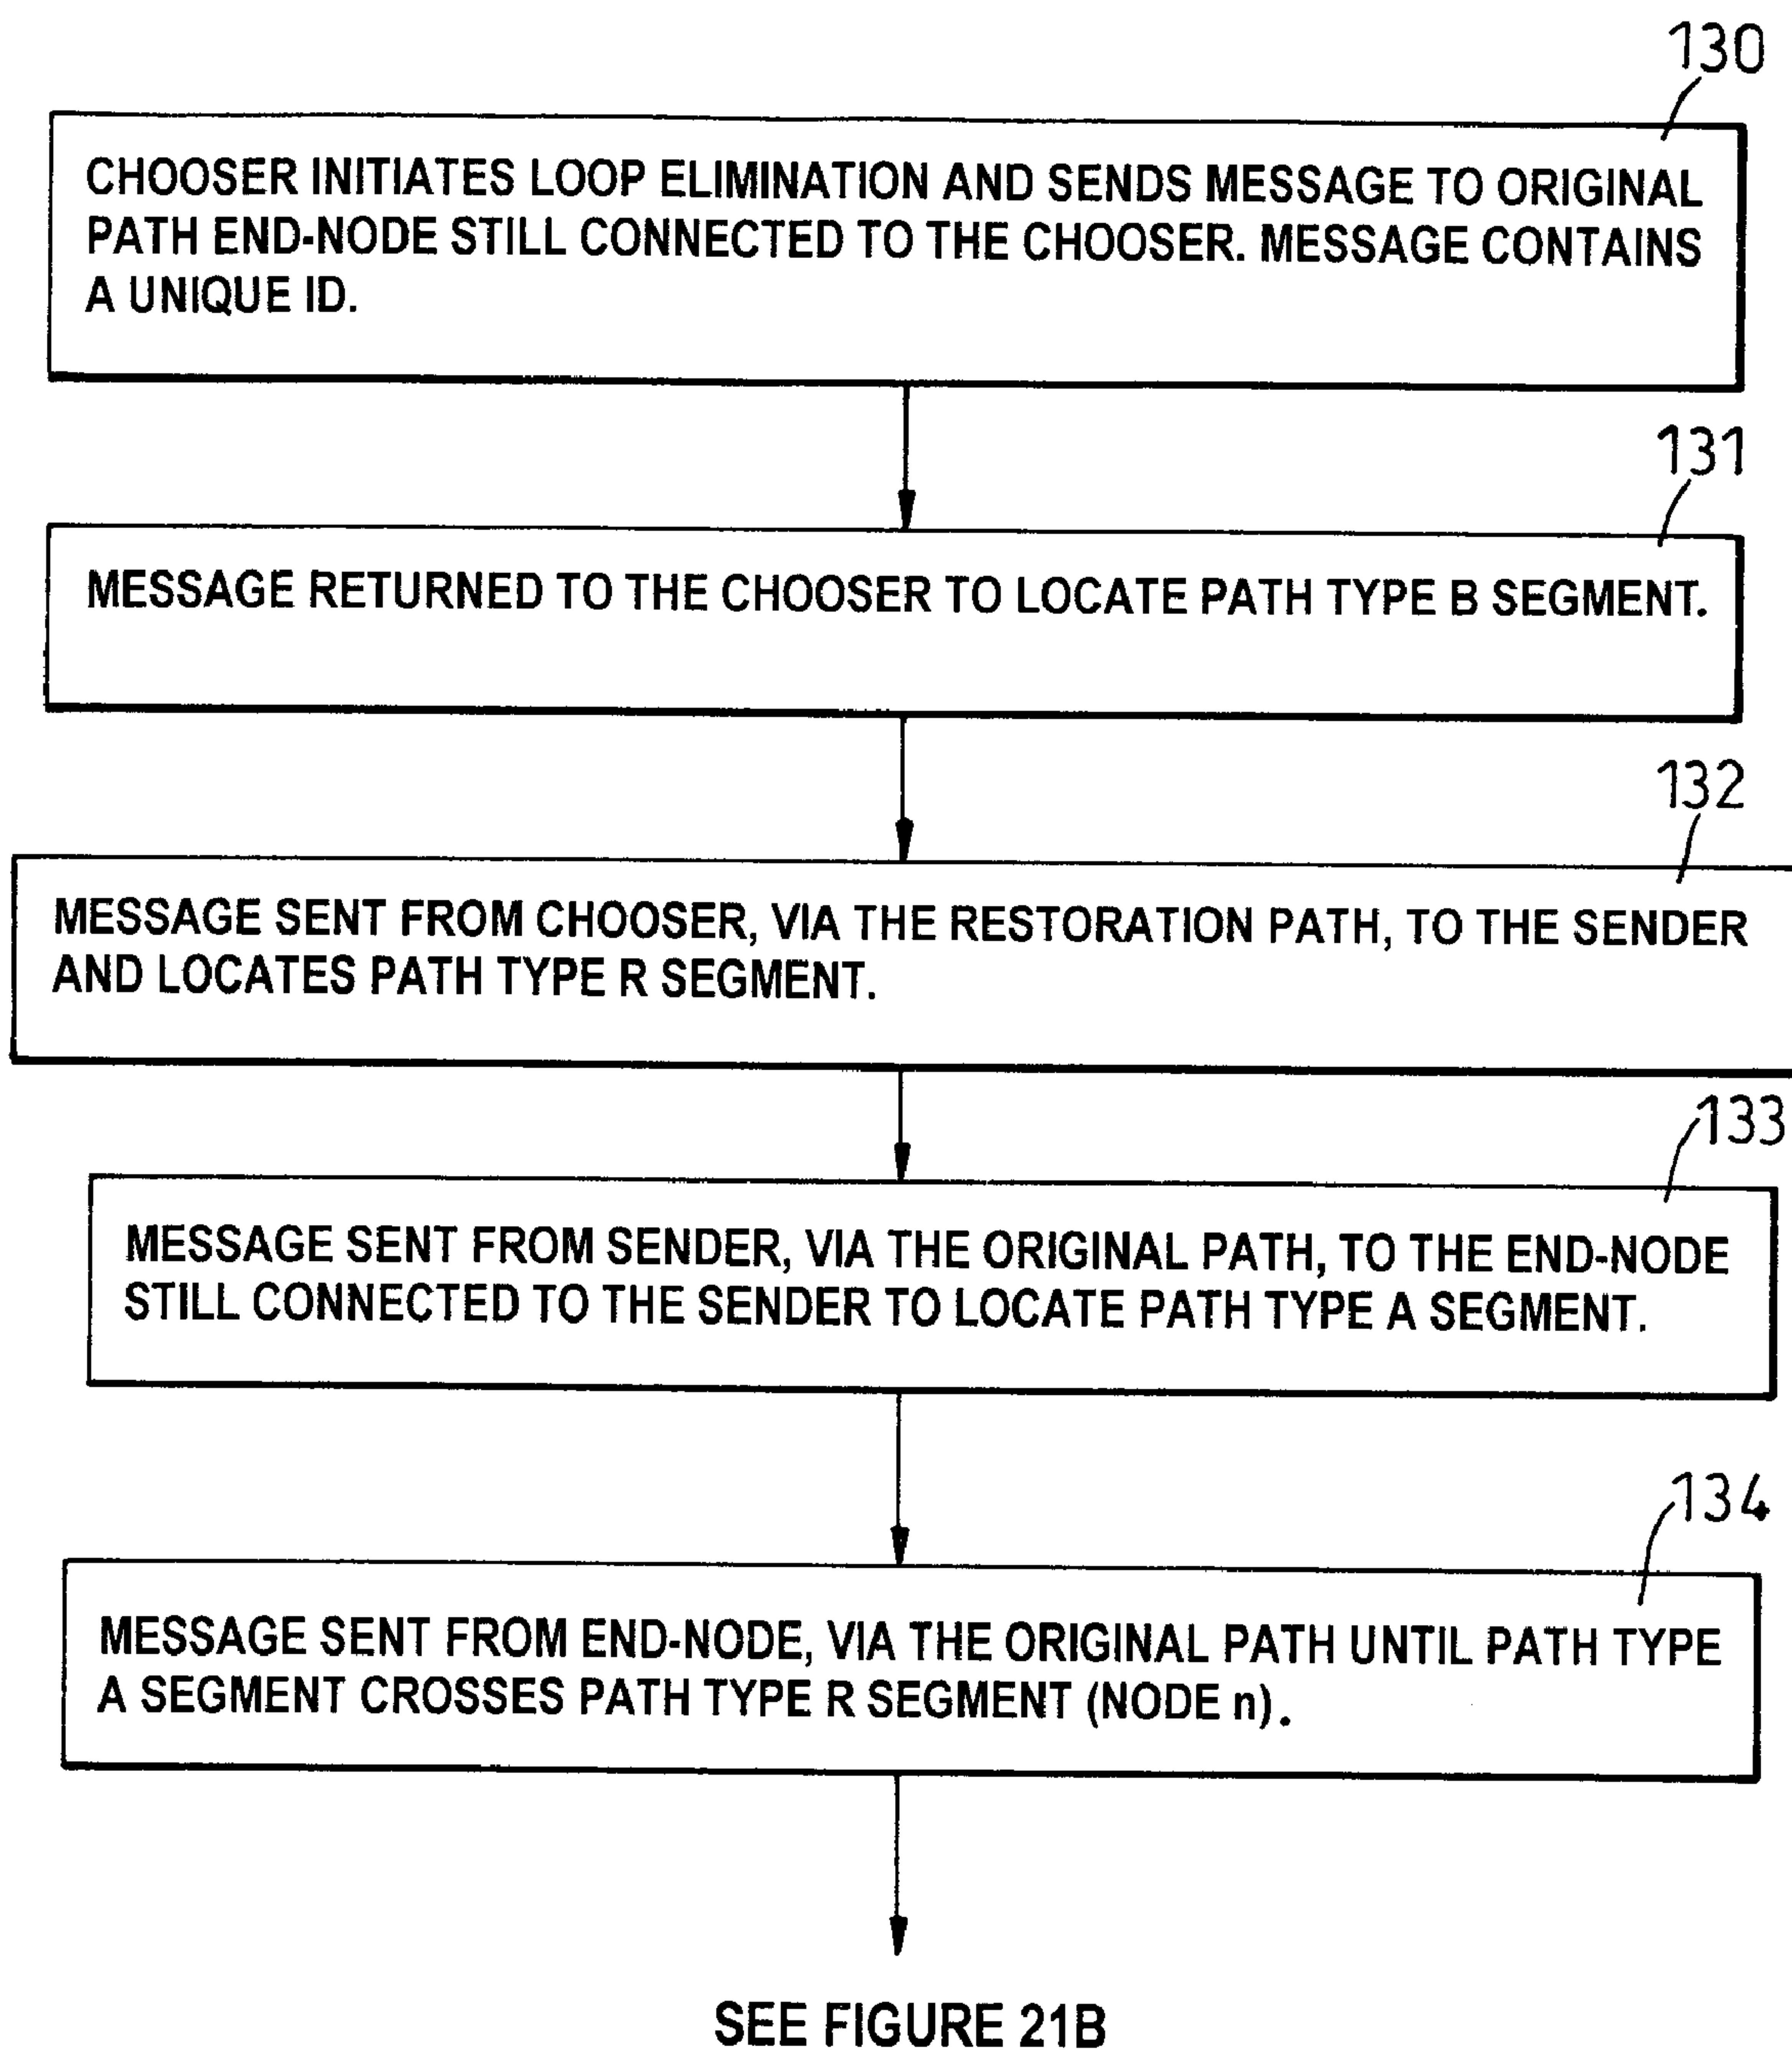 130
CHOOSER INITIATES LOOP ELIMINATION AND SENDS MESSAGE TO ORIGINAL
PATH END-NODE STILL CONNECTED TO THE CHOOSER. MESSAGE CONTAINS
A UNIQUE ID.
131
MESSAGE RETURNED TO THE CHOOSER TO LOCATE PATH TYPE B SEGMENT.
132
MESSAGE SENT FROM CHOOSER, VIA THE RESTORATION PATH, TO THE SENDER
AND LOCATES PATH TYPE R SEGMENT.
133
MESSAGE SENT FROM SENDER, VIA THE ORIGINAL PATH, TO THE END-NODE
STILL CONNECTED TO THE SENDER TO LOCATE PATH TYPE A SEGMENT.
134
MESSAGE SENT FROM END-NODE, VIA THE ORIGINAL PATH UNTIL PATH TYPE
A SEGMENT CROSSES PATH TYPE R SEGMENT (NODE n).
SEE FIGURE 21B